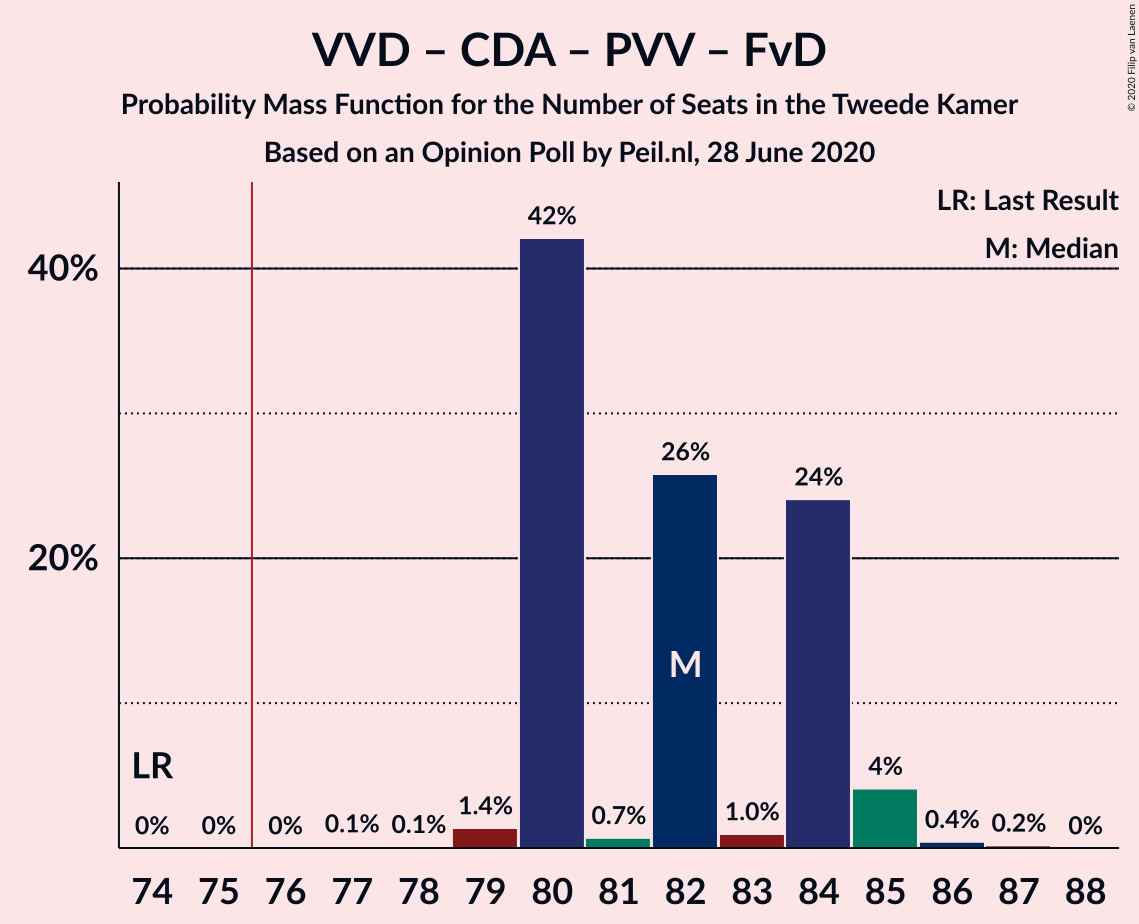 VVD – CDA – PVV – FvD
Probability Mass Function for the Number of Seats in the Tweede Kamer
Based on an Opinion Poll by Peil.nl, 28 June 2020
© 2020 Filip van Laenen
LR: Last Result
M: Median
40%
20%
42%
26%
24%
M
LR
0% 0% 0% 0.1% 0.1% 1.4% 0.7% 1.0% 4% 0.4% 0.2% 0%
74 75 76 77 78 79 80 81 82 83 84 85 86 87 88